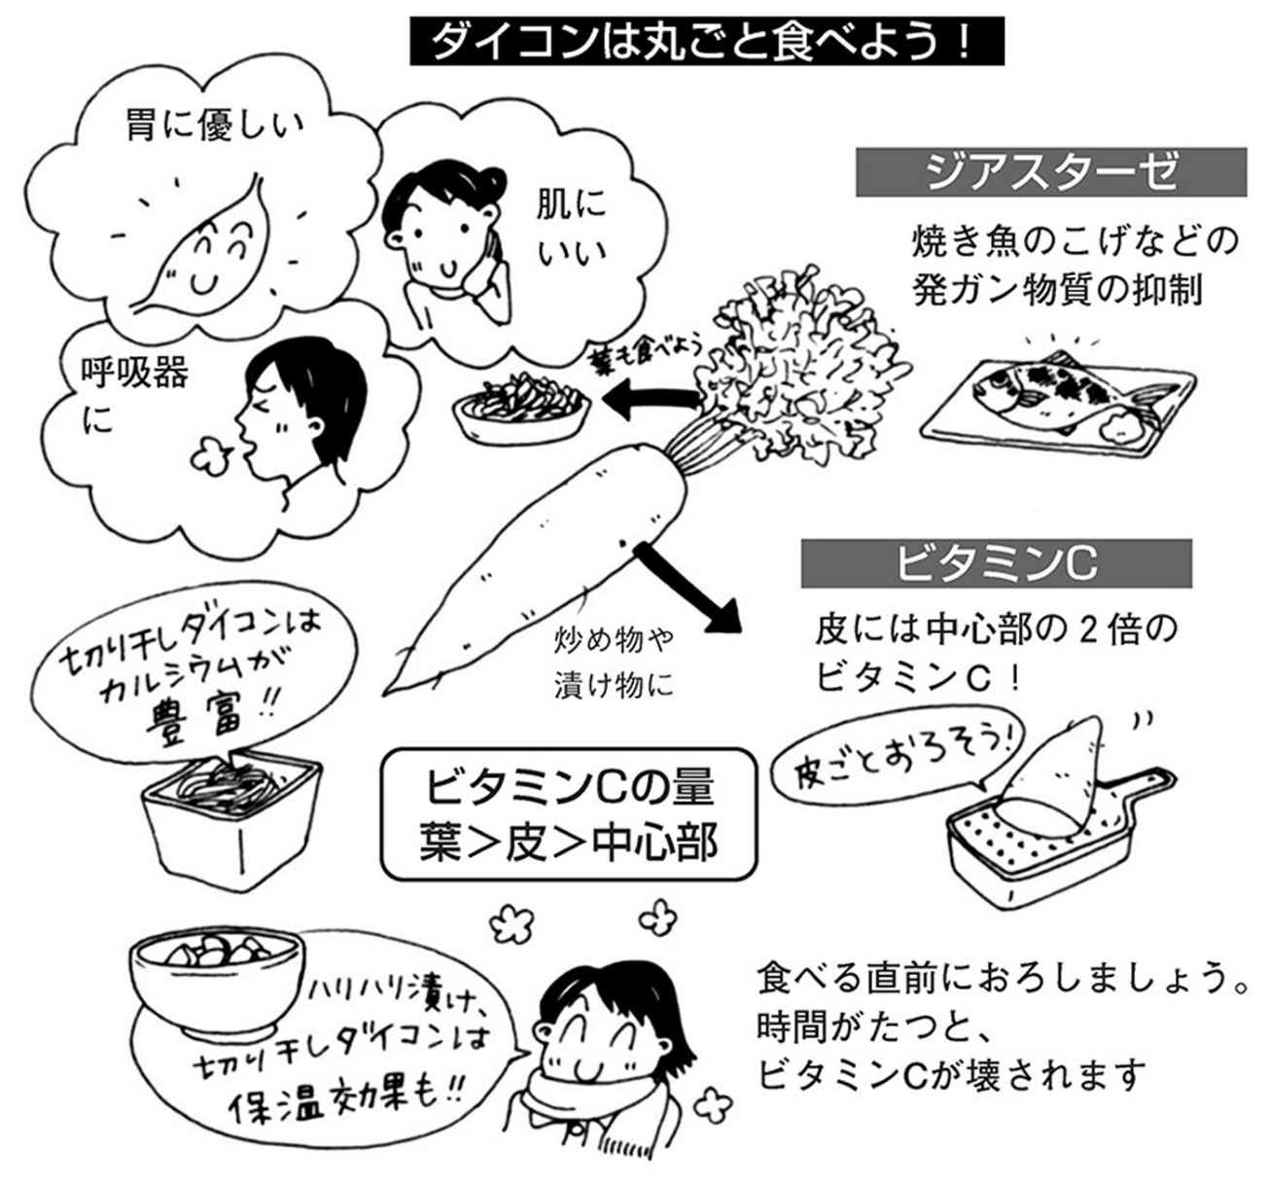 ダイコンは丸ごと食べよう！
胃に優しい
肌に
いい
呼吸器
に
ジアスターゼ
焼き魚のこげなどの
発ガン物質の抑制
葉も食べよう
炒め物や
漬け物に
ビタミンC
皮には中心部の2倍の
ビタミンC！
皮ごとおろそう!
切り干しダイコンは
カルシウムが
豊富!!
ビタミンCの量
葉＞皮＞中心部
ハリハリ漬け、
切り干しダイコンは
保温効果も!!
食べる直前におろしましょう。
時間がたつと、
ビタミンCが壊されます